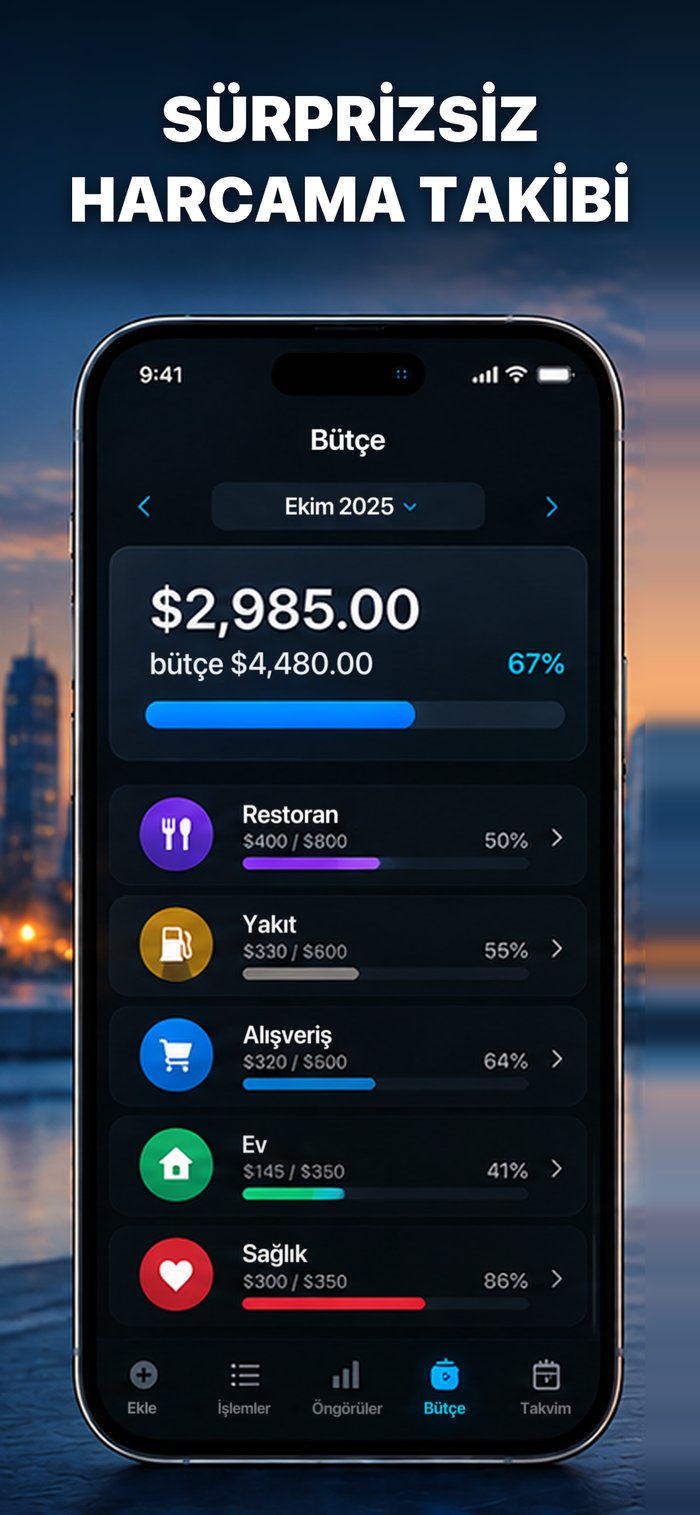 SÜRPRİZSİZ
HARCAMA TAKİBİ
9:41
Bütçe
Ekim 2025
$2,985.00
bütçe $4,480.00
67%
Restoran
$400 / $800
50%
Yakıt
$330 / $600
55%
Alışveriş
$320 / $600
64%
Ev
$145 / $350
41%
Sağlık
$300 / $350
86%
Ekle
İşlemler
Öngörüler
Bütçe
Takvim